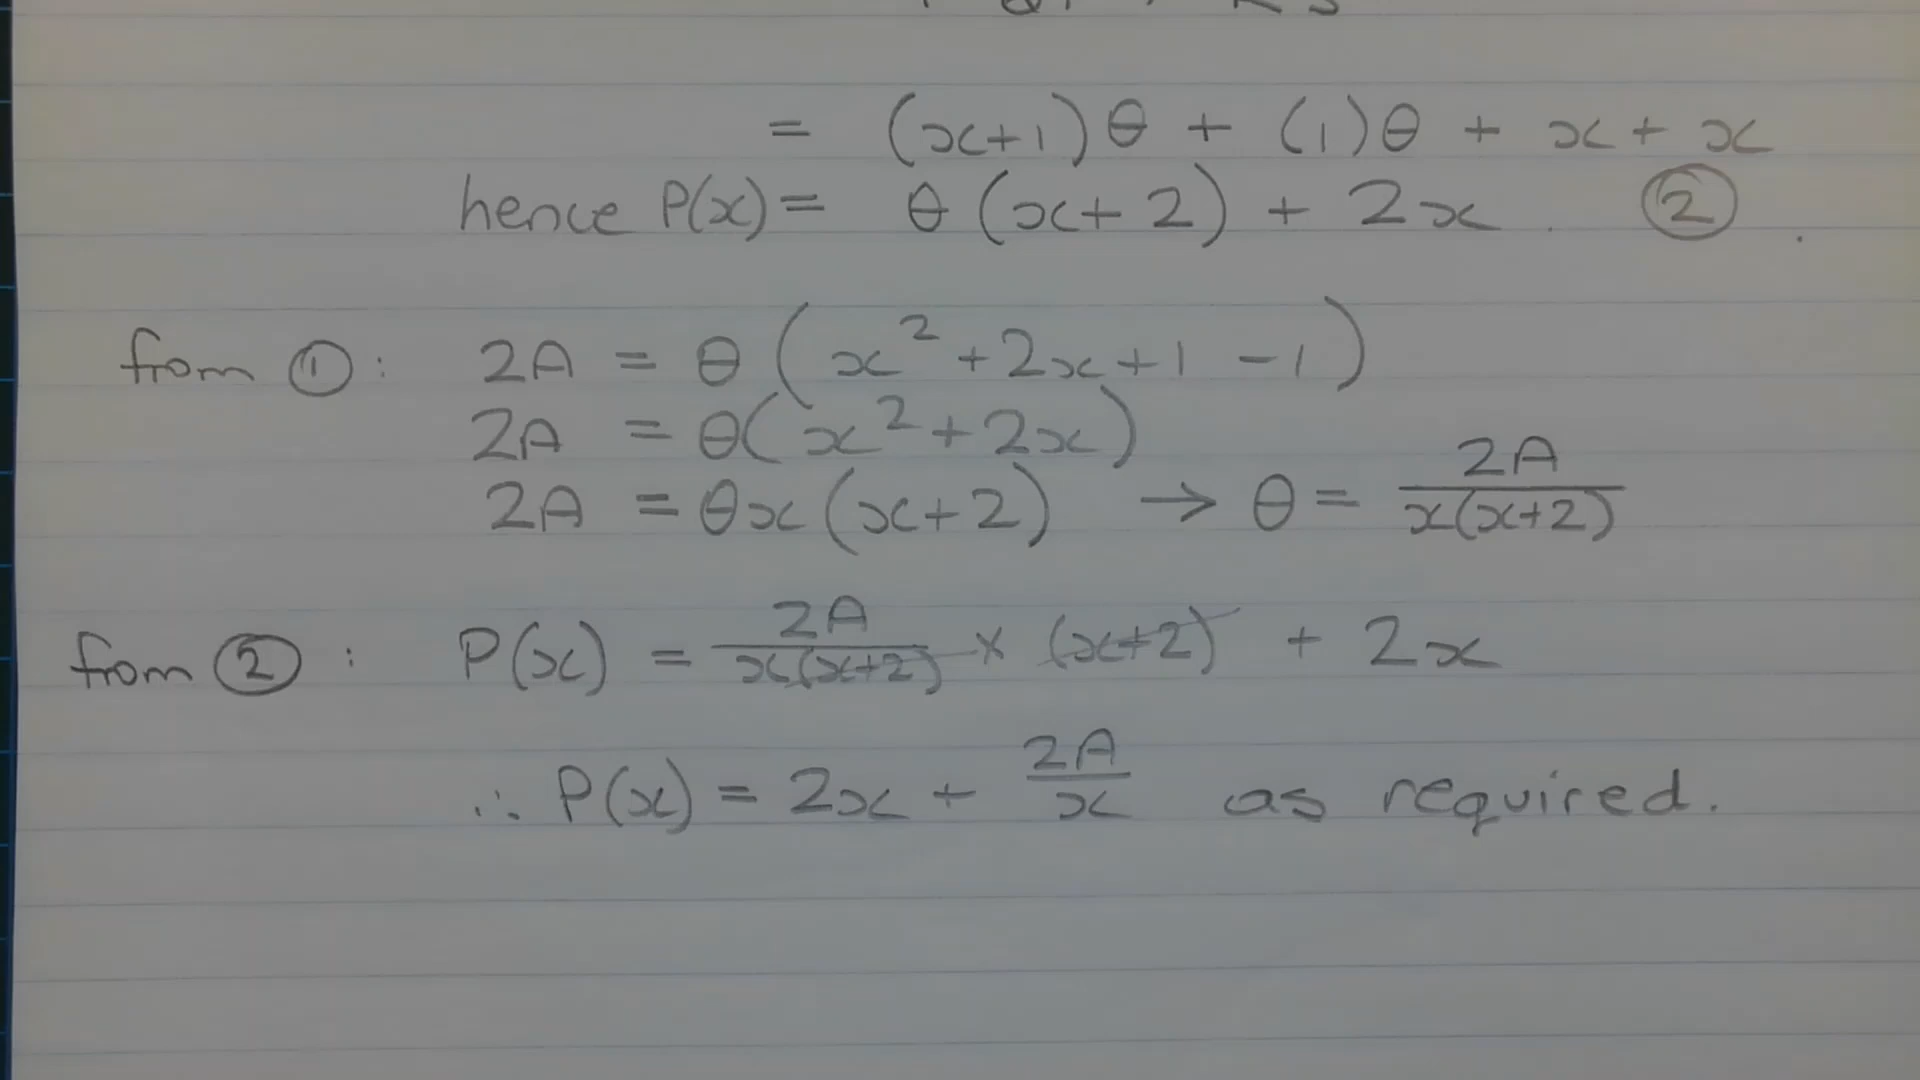 = (x+1)θ + (1)θ + x + x
hence P(x) = θ(x+2) + 2x. ②
from ①: 2A = θ(x² + 2x + 1 - 1)
2A = θ(x² + 2x)
2A = θx(x+2) → θ = 2A/x(x+2)
from ②: P(x) = 2A/x(x+2) × (x+2) + 2x
∴ P(x) = 2x + 2A/x as required.